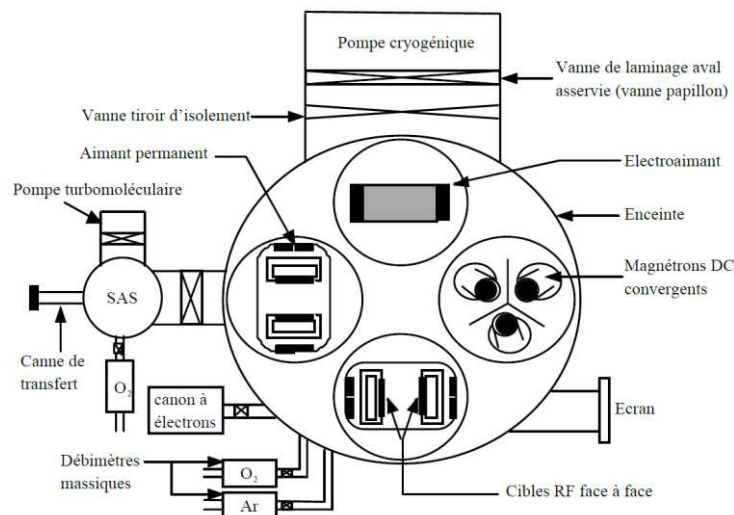 Pompe cryogénique
Vanne de laminage aval
asservie (vanne papillon)
Vanne tiroir d’isolement
Aimant permanent
Electroaimant
Pompe turbomoléculaire
Enceinte
Magnétrons DC
convergents
SAS
Canne de
transfert
O₂
canon à
électrons
Ecran
Débimètres
massiques
O₂
Ar
Cibles RF face à face